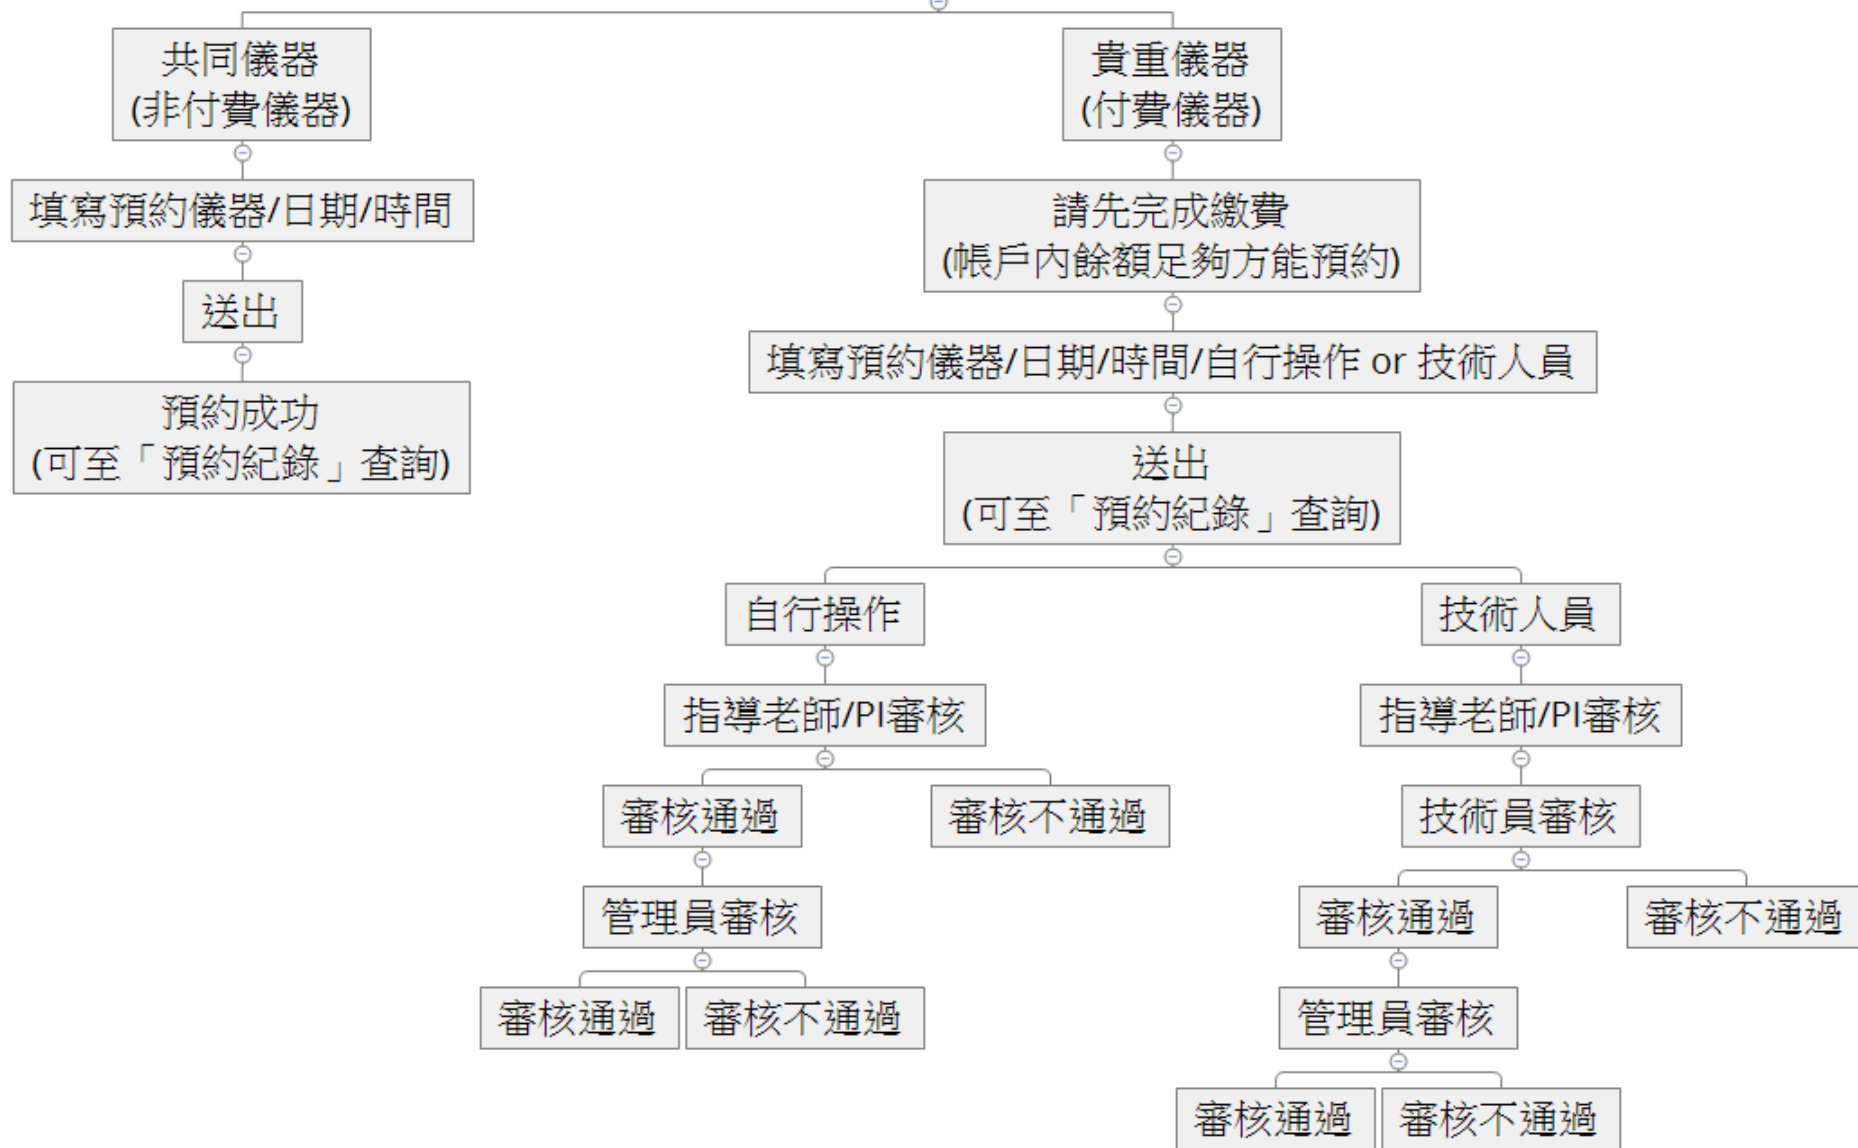 共同儀器
(非付費儀器)
填寫預約儀器/日期/時間
送出
預約成功
(可至「預約紀錄」查詢)
貴重儀器
(付費儀器)
請先完成繳費
(帳戶內餘額足夠方能預約)
填寫預約儀器/日期/時間/自行操作 or 技術人員
送出
(可至「預約紀錄」查詢)
自行操作
指導老師/PI審核
審核通過
審核不通過
管理員審核
審核通過
審核不通過
技術人員
指導老師/PI審核
技術員審核
審核通過
審核不通過
管理員審核
審核通過
審核不通過